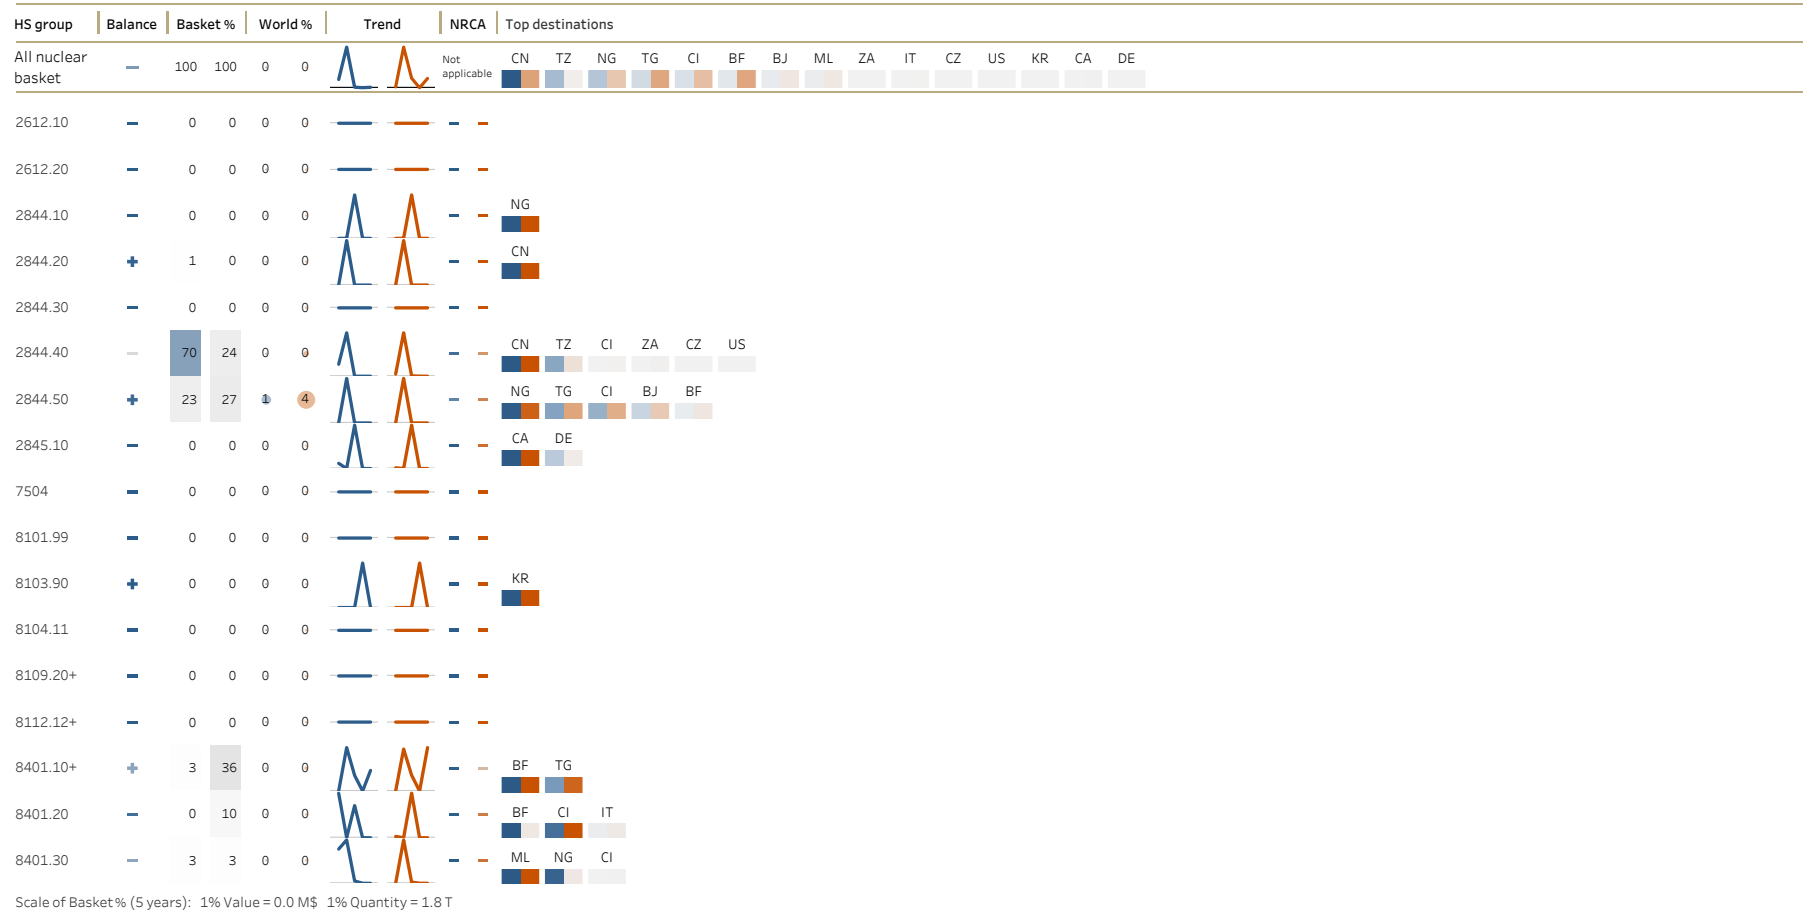 HS group Balance Basket % World % Trend NRCA Top destinations
All nuclear basket 100 100 0 0 Not applicable CN TZ NG TG CI BF BJ ML ZA IT CZ US KR CA DE
2612.10 0 0 0 0
2612.20 0 0 0 0
2844.10 0 0 0 0 NG
2844.20 1 0 0 0 CN
2844.30 0 0 0 0
2844.40 70 24 0 0 CN TZ CI ZA CZ US
2844.50 23 27 1 4 NG TG CI BJ BF
2845.10 0 0 0 0 CA DE
7504 0 0 0 0
8101.99 0 0 0 0
8103.90 0 0 0 0 KR
8104.11 0 0 0 0
8109.20+ 0 0 0 0
8112.12+ 0 0 0 0
8401.10+ 3 36 0 0 BF TG
8401.20 0 10 0 0 BF CI IT
8401.30 3 3 0 0 ML NG CI
Scale of Basket% (5 years): 1% Value = 0.0 M$ 1% Quantity = 1.8 T